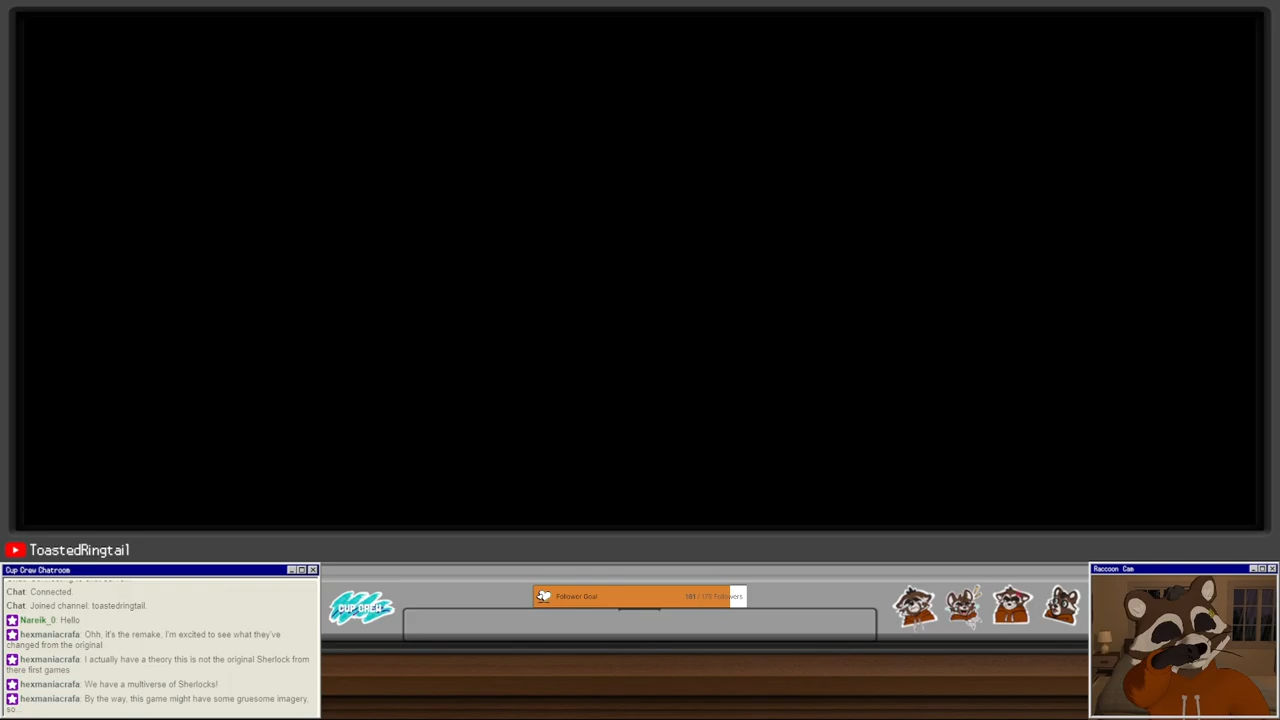 ToastedRingtail
Cup Crew Chatroom
Chat: Connected.
Chat: Joined channel: toastedringtail.
Nareik_0: Hello
hexmaniacrafa: Ohh, it's the remake, I'm excited to see what they've
changed from the original
hexmaniacrafa: I actually have a theory this is not the original Sherlock from
there first games
hexmaniacrafa: We have a multiverse of Sherlocks!
hexmaniacrafa: By the way, this game might have some gruesome imagery,
so...
CUP CREW
Follower Goal
Followers
Raccoon Cam